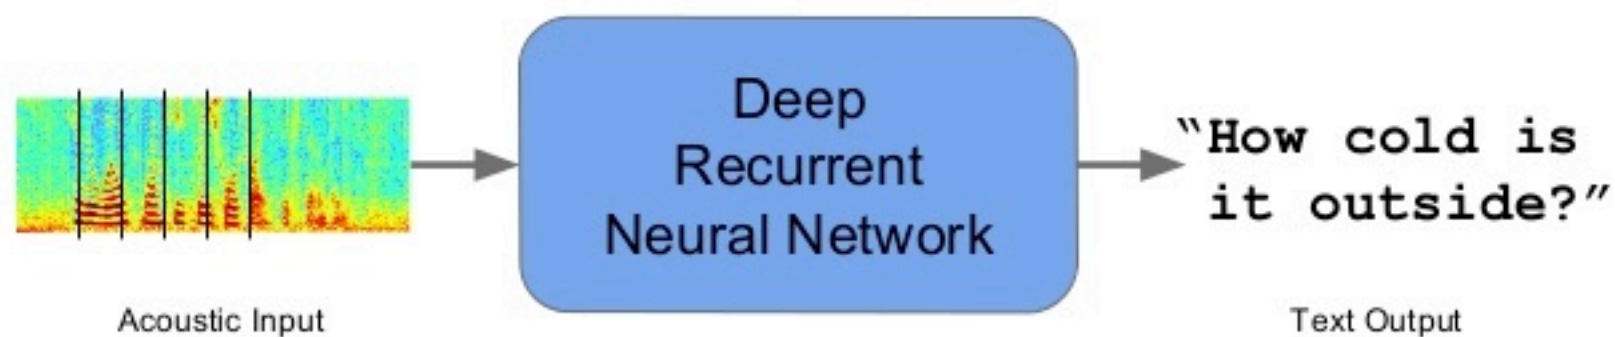 Deep
Recurrent
Neural Network
“How cold is
it outside?”
Acoustic Input
Text Output